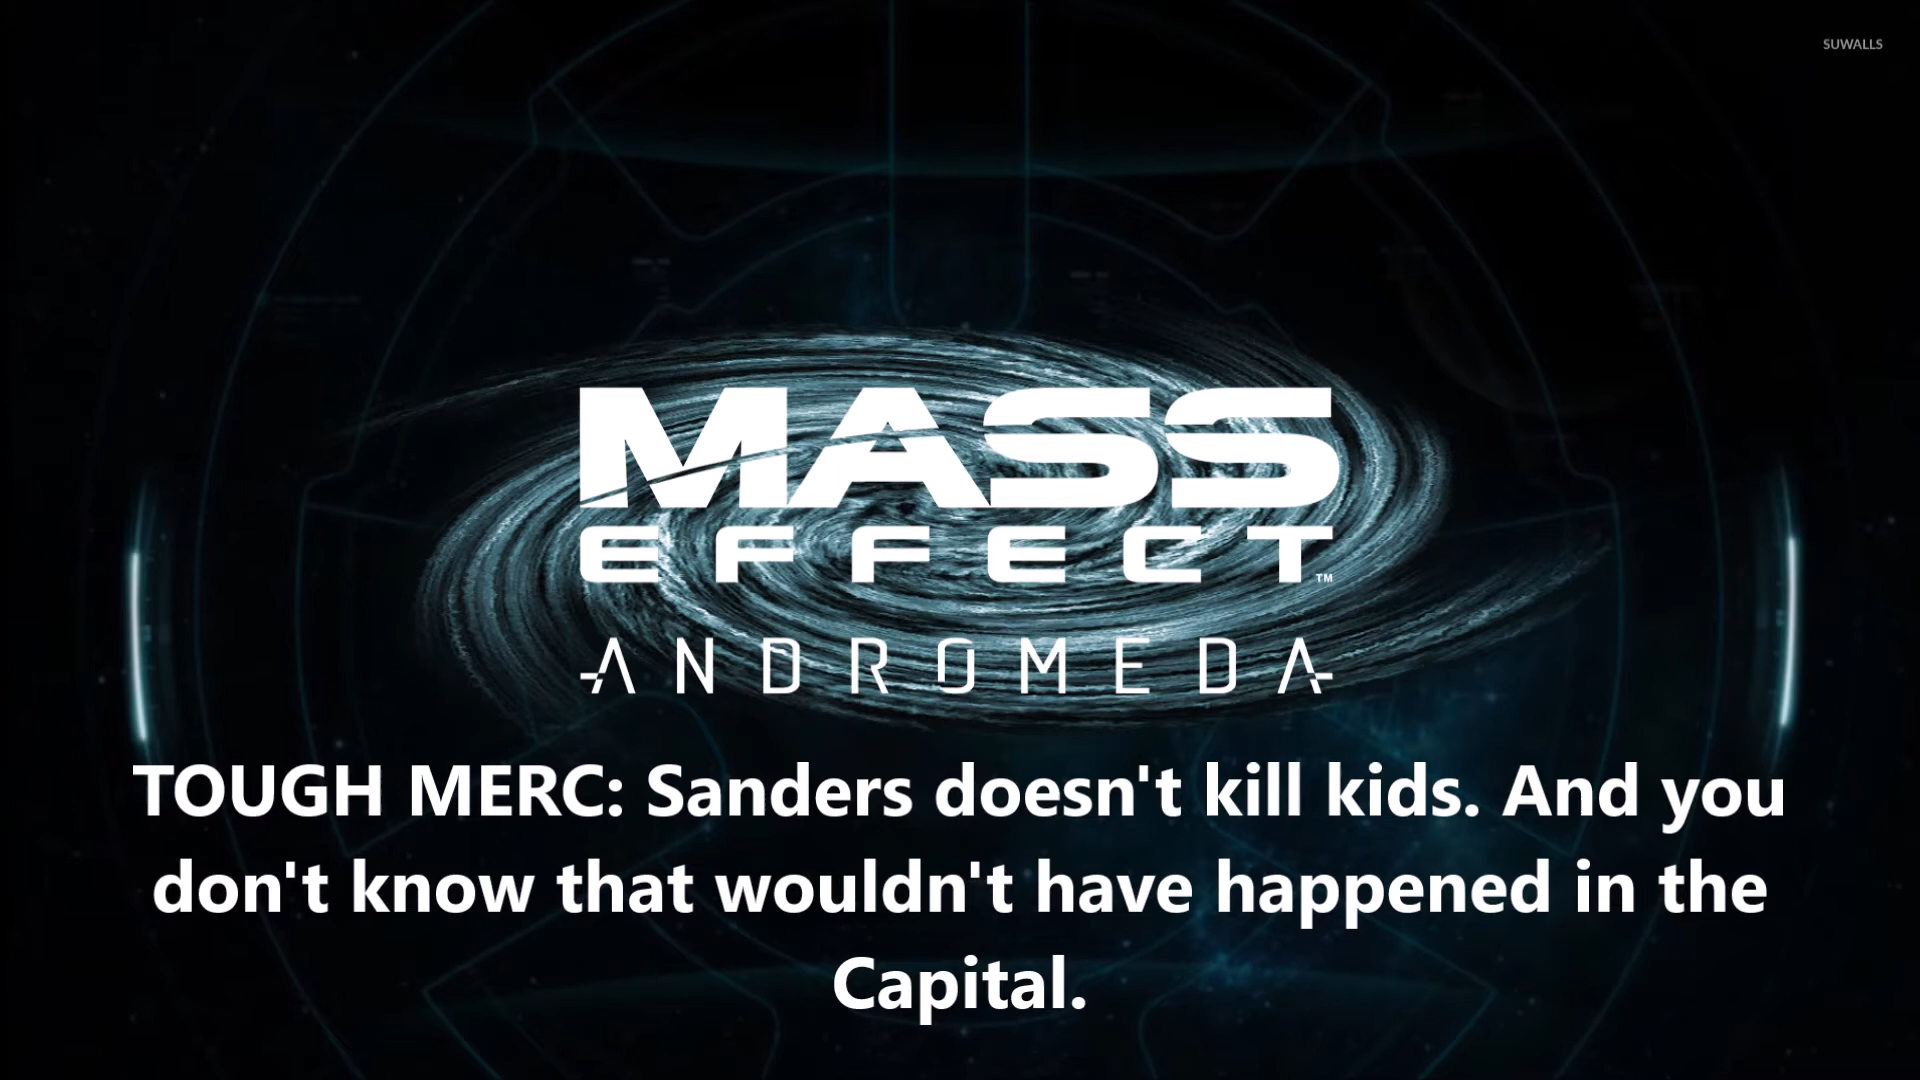 SUWALLS
MASS
EFFECT™
ANDROMEDA
TOUGH MERC: Sanders doesn't kill kids. And you
don't know that wouldn't have happened in the
Capital.